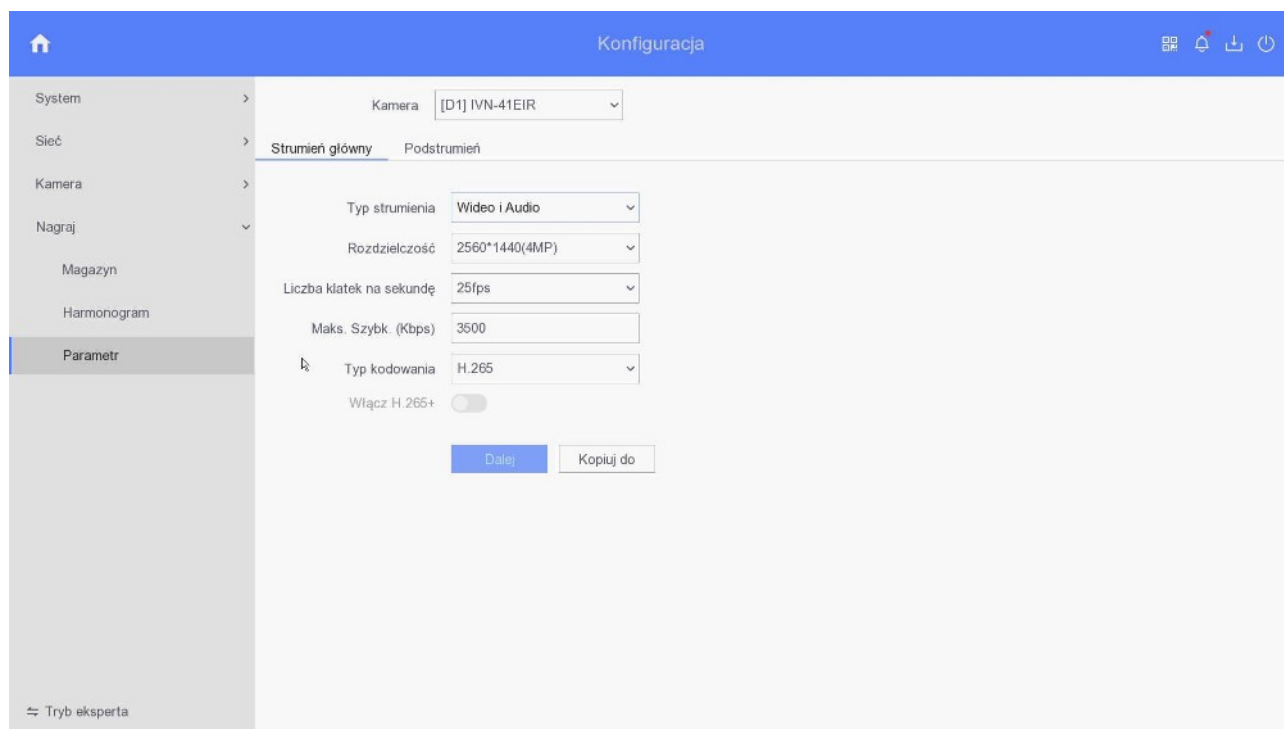 Konfiguracja
System
Sieć
Kamera
Nagraj
Magazyn
Harmonogram
Parametr
Tryb eksperta
Kamera [D1] IVN-41EIR
Strumień główny Podstrumień
Typ strumienia Wideo i Audio
Rozdzielczość 2560*1440(4MP)
Liczba klatek na sekundę 25fps
Maks. Szybk. (Kbps) 3500
Typ kodowania H.265
Włącz H.265+
Dalej Kopiuj do